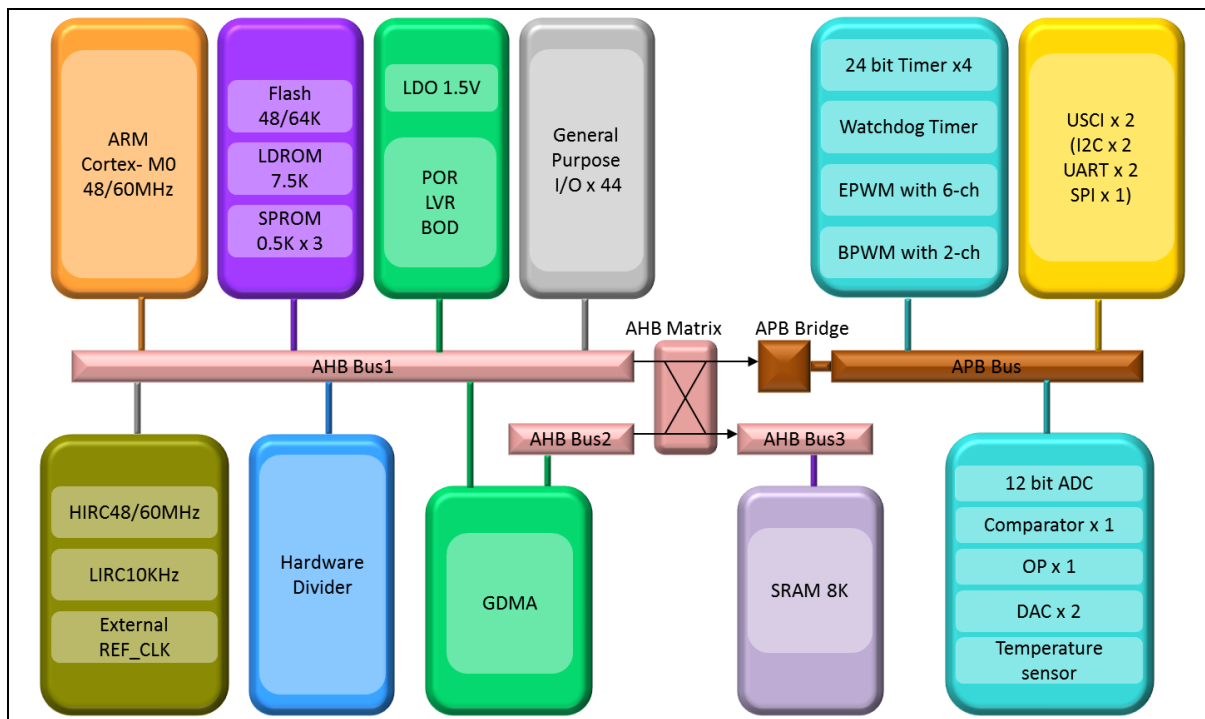 ARM
Cortex- M0
48/60MHz
Flash
48/64K
LDROM
7.5K
SPROM
0.5K x 3
LDO 1.5V
POR
LVR
BOD
General
Purpose
I/O x 44
24 bit Timer x4
Watchdog Timer
EPWM with 6-ch
BPWM with 2-ch
USCI x 2
(I2C x 2
UART x 2
SPI x 1)
AHB Matrix
APB Bridge
AHB Bus1
APB Bus
AHB Bus2
AHB Bus3
HIRC48/60MHz
LIRC10KHz
External
REF_CLK
Hardware
Divider
GDMA
SRAM 8K
12 bit ADC
Comparator x 1
OP x 1
DAC x 2
Temperature
sensor